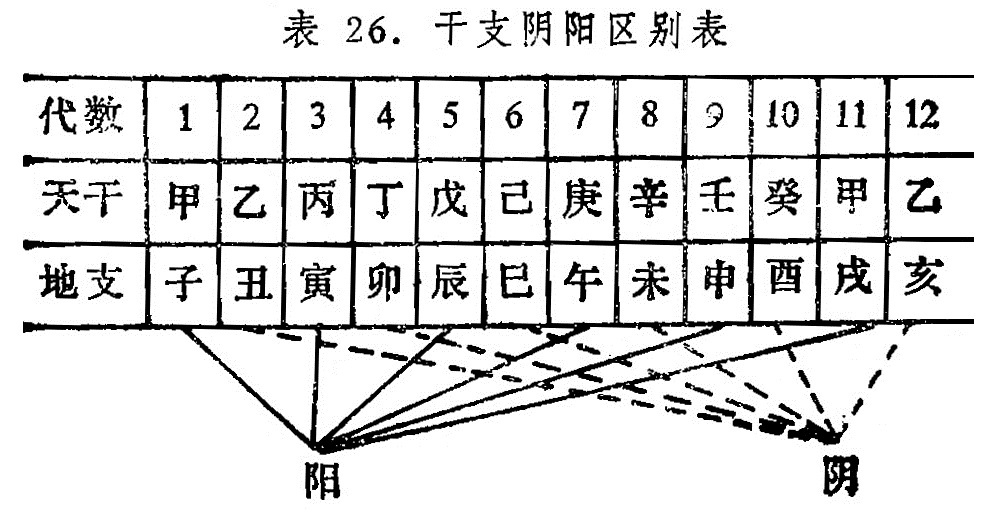 表 26. 干支阴阳区别表
代数 1 2 3 4 5 6 7 8 9 10 11 12
天干 甲 乙 丙 丁 戊 己 庚 辛 壬 癸 甲 乙
地支 子 丑 寅 卯 辰 巳 午 未 申 酉 戌 亥
阳 阴